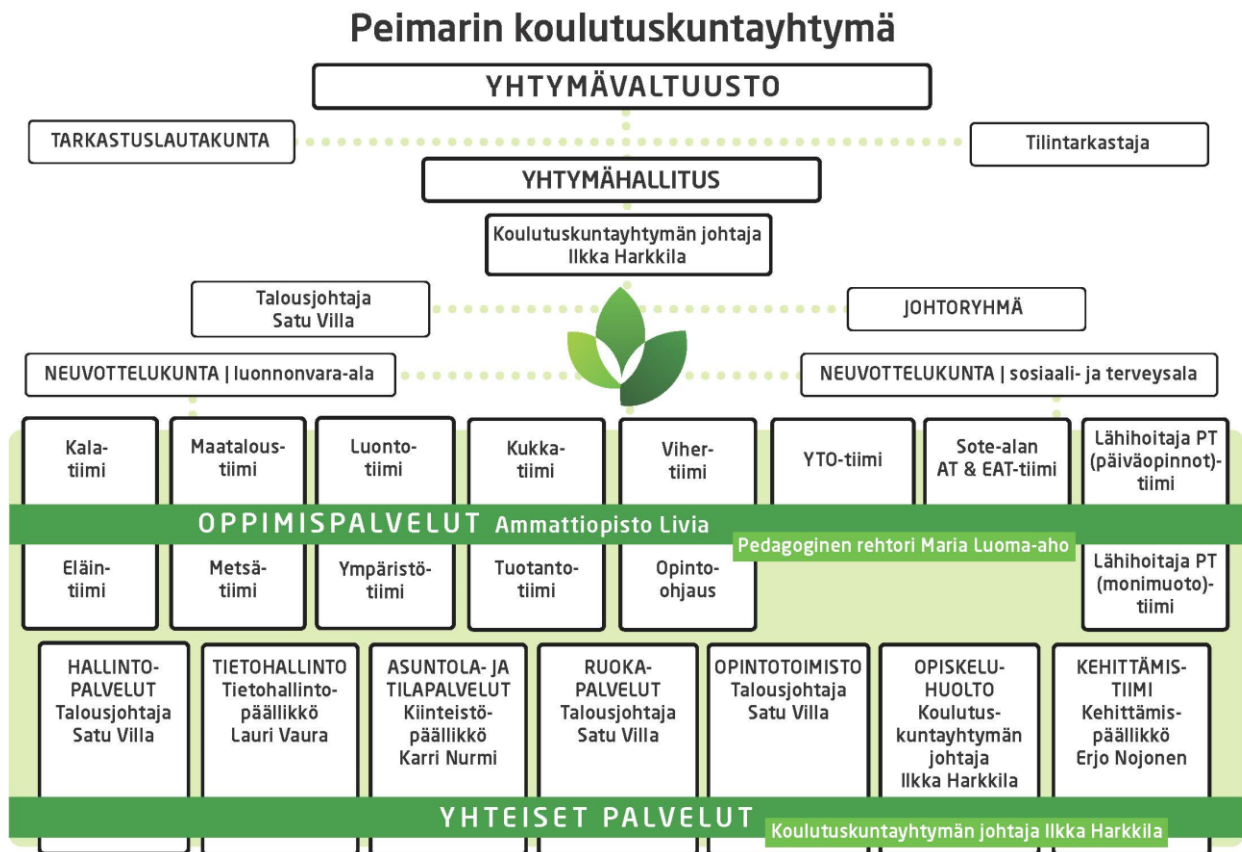 Peimarin koulutuskuntayhtymä
YHTYMÄVALTUUSTO
TARKASTUSLAUTAKUNTA
Tilintarkastaja
YHTYMÄHALLITUS
Koulutuskuntayhtymän johtaja
Ilkka Harkkila
Talousjohtaja
Satu Villa
JOHTORYHMÄ
NEUVOTTELUKUNTA | luonnonvara-ala
NEUVOTTELUKUNTA | sosiaali- ja terveysala
Kala-
tiimi
Maatalous-
tiimi
Luonto-
tiimi
Kukka-
tiimi
Viher-
tiimi
YTO-tiimi
Sote-alan
AT & EAT-tiimi
Lähihoitaja PT
(päiväopinnot)-
tiimi
OPPIMISPALVELUT Ammattiopisto Livia
Pedagoginen rehtori Maria Luoma-aho
Eläin-
tiimi
Metsä-
tiimi
Ympäristö-
tiimi
Tuotanto-
tiimi
Opinto-
ohjaus
Lähihoitaja PT
(monimuoto)-
tiimi
HALLINTO-
PALVELUT
Talousjohtaja
Satu Villa
TIETOHALLINTO
Tietohallinto-
päällikkö
Lauri Vaura
ASUNTOLA- JA
TILAPALVELUT
Kiinteistö-
päällikkö
Karri Nurmi
RUOKA-
PALVELUT
Talousjohtaja
Satu Villa
OPINTOTOIMISTO
Talousjohtaja
Satu Villa
OPISKELU-
HUOLTO
Koulutus-
kuntayhtymän
johtaja
Ilkka Harkkila
KEHITTÄMIS-
TIIMI
Kehittämis-
päällikkö
Erjo Nojonen
YHTEISET PALVELUT
Koulutuskuntayhtymän johtaja Ilkka Harkkila